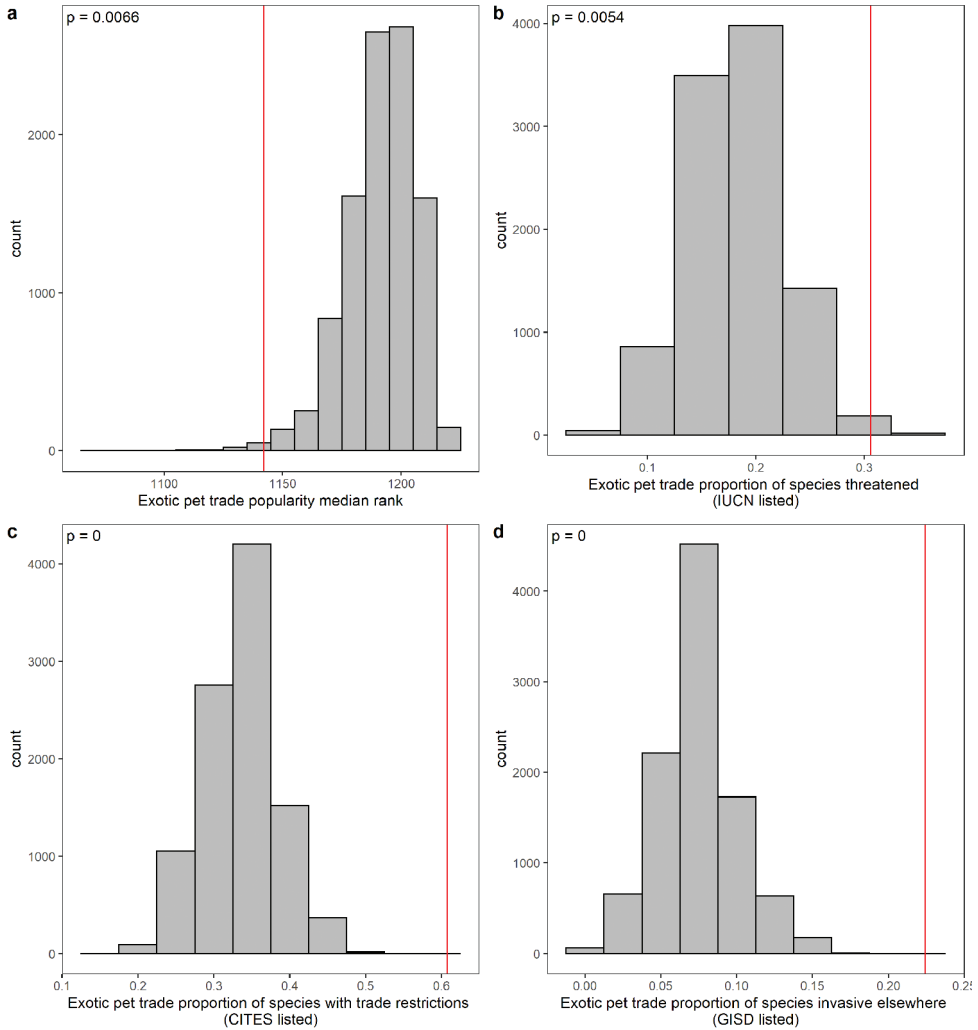 a
p = 0.0066
count
2000
1000
0
1100
1150
1200
Exotic pet trade popularity median rank
b
p = 0.0054
count
4000
3000
2000
1000
0
0.1
0.2
0.3
Exotic pet trade proportion of species threatened
(IUCN listed)
c
p = 0
count
4000
3000
2000
1000
0
0.1
0.2
0.3
0.4
0.5
0.6
Exotic pet trade proportion of species with trade restrictions
(CITES listed)
d
p = 0
count
4000
3000
2000
1000
0
0.00
0.05
0.10
0.15
0.20
0.25
Exotic pet trade proportion of species invasive elsewhere
(GISD listed)